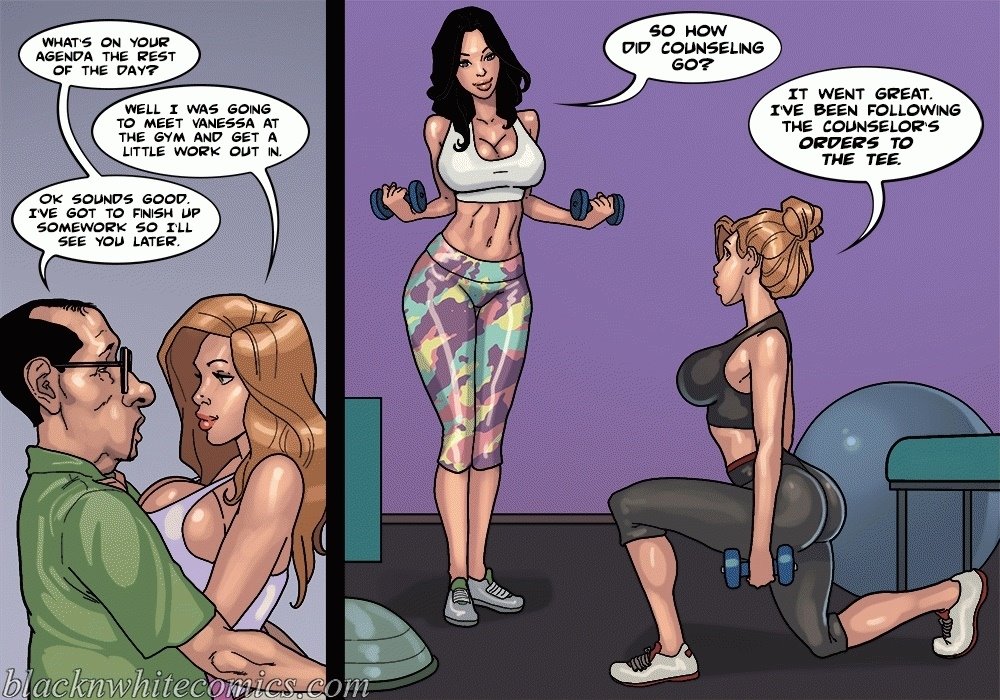 WHAT'S ON YOUR
AGENDA THE REST
OF THE DAY?
WELL I WAS GOING
TO MEET VANESSA AT
THE GYM AND GET A
LITTLE WORK OUT IN.
OK SOUNDS GOOD.
I'VE GOT TO FINISH UP
SOMEWORK SO I'LL
SEE YOU LATER.
SO HOW
DID COUNSELING
GO?
IT WENT GREAT.
I'VE BEEN FOLLOWING
THE COUNSELOR'S
ORDERS TO
THE TEE.
blacknwhitecomics.com